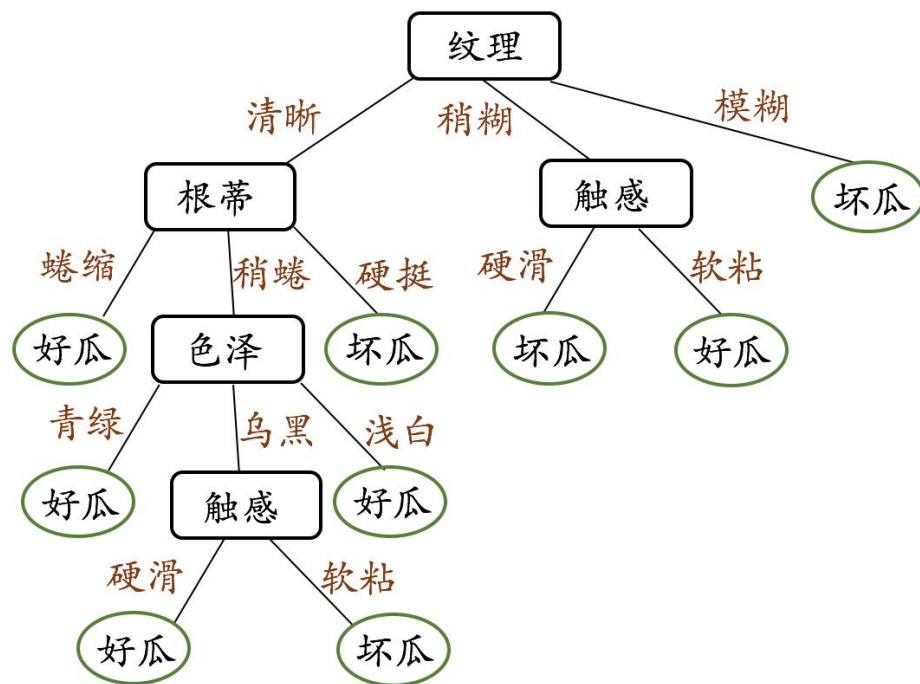 纹理
清晰 稍糊 模糊
根蒂 触感 坏瓜
蜷缩 稍蜷 硬挺 硬滑 软粘
好瓜 色泽 坏瓜 坏瓜 好瓜
青绿 乌黑 浅白
好瓜 触感 好瓜
硬滑 软粘
好瓜 坏瓜